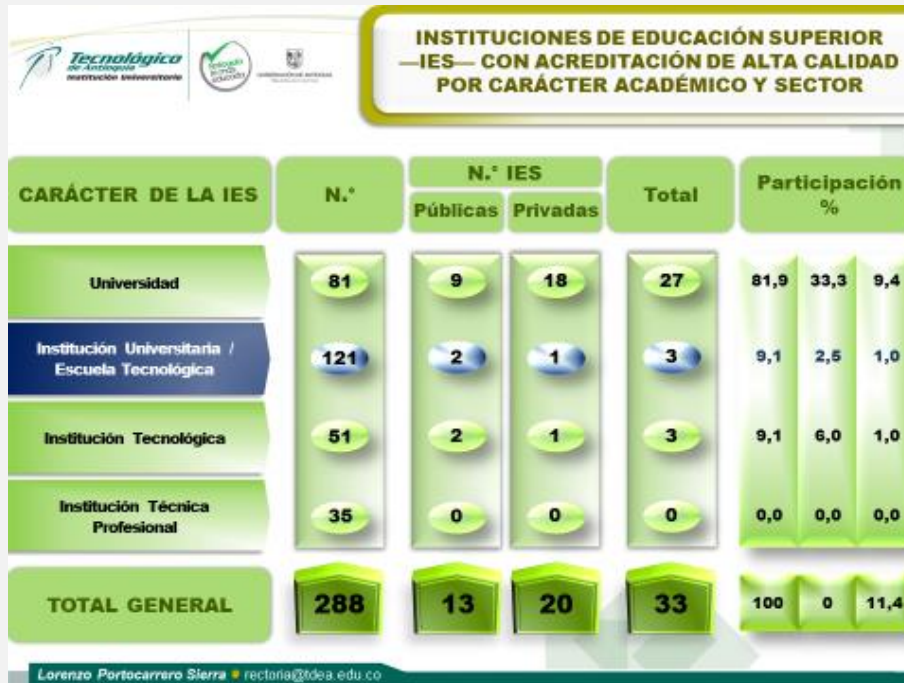 Tecnológico
de Antioquia
Institución Universitaria
INSTITUCIONES DE EDUCACIÓN SUPERIOR
—IES— CON ACREDITACIÓN DE ALTA CALIDAD
POR CARÁCTER ACADÉMICO Y SECTOR
CARÁCTER DE LA IES N.° N.° IES Total Participación %
Públicas Privadas
Universidad 81 9 18 27 81,9 33,3 9,4
Institución Universitaria /
Escuela Tecnológica 121 2 1 3 9,1 2,5 1,0
Institución Tecnológica 51 2 1 3 9,1 6,0 1,0
Institución Técnica
Profesional 35 0 0 0 0,0 0,0 0,0
TOTAL GENERAL 288 13 20 33 100 0 11,4
Lorenzo Portocarrero Sierra rectoria@tdea.edu.co